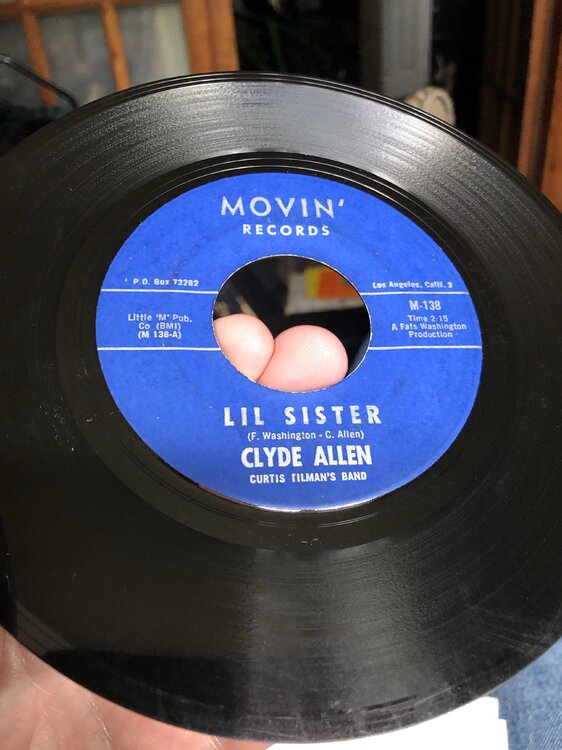 MOVIN'
RECORDS
P.O. Box 73282
Los Angeles, Calif. 3
Little 'M' Pub.
Co (BMI)
(M 138-A)
M-138
Time 2:15
A Fats Washington
Production
LIL SISTER
(F. Washington - C. Allen)
CLYDE ALLEN
CURTIS TILMAN'S BAND